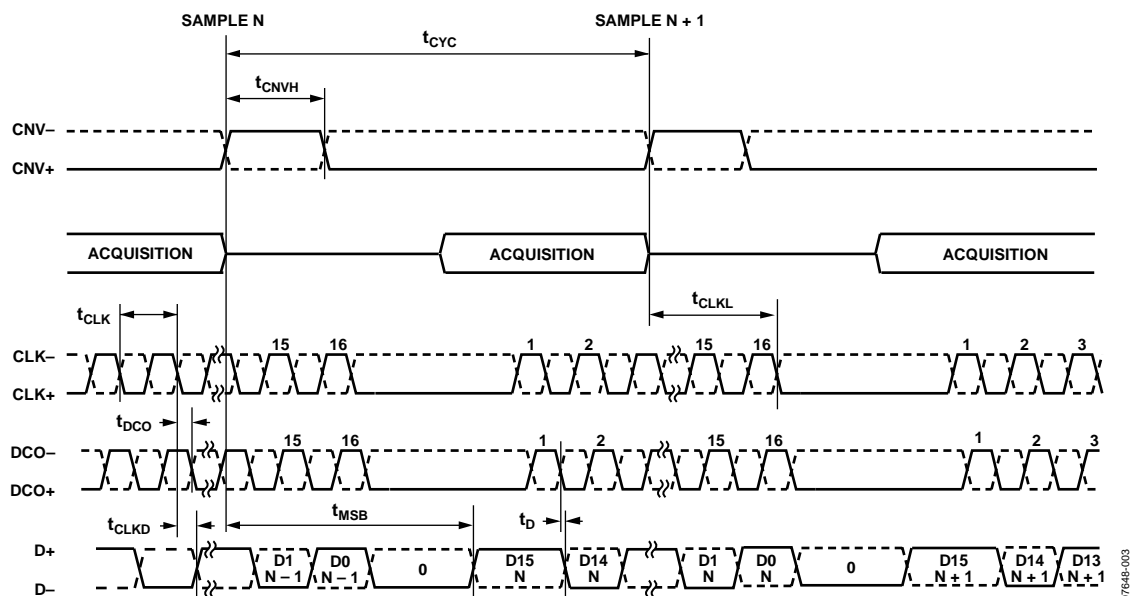 SAMPLE N SAMPLE N + 1
tCYC
tCNVH
CNV–
CNV+
ACQUISITION ACQUISITION ACQUISITION
tCLK tCLKL
15 16 1 2 15 16 1 2 3
CLK–
CLK+
tDCO
15 16 1 2 15 16 1 2 3
DCO–
DCO+
tCLKD tMSB tD
D+
D1 N – 1 D0 N – 1 0 D15 N D14 N D1 N D0 N 0 D15 N + 1 D14 N + 1 D13 N + 1
D–